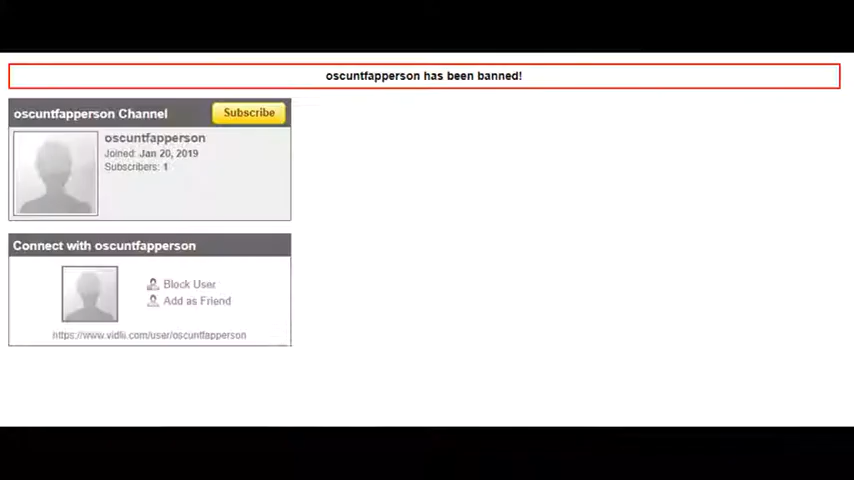 oscuntfapperson has been banned!
oscuntfapperson Channel
Subscribe
oscuntfapperson
Joined: Jan 20, 2019
Subscribers: 1
Connect with oscuntfapperson
Block User
Add as Friend
https://www.vidlii.com/user/oscuntfapperson